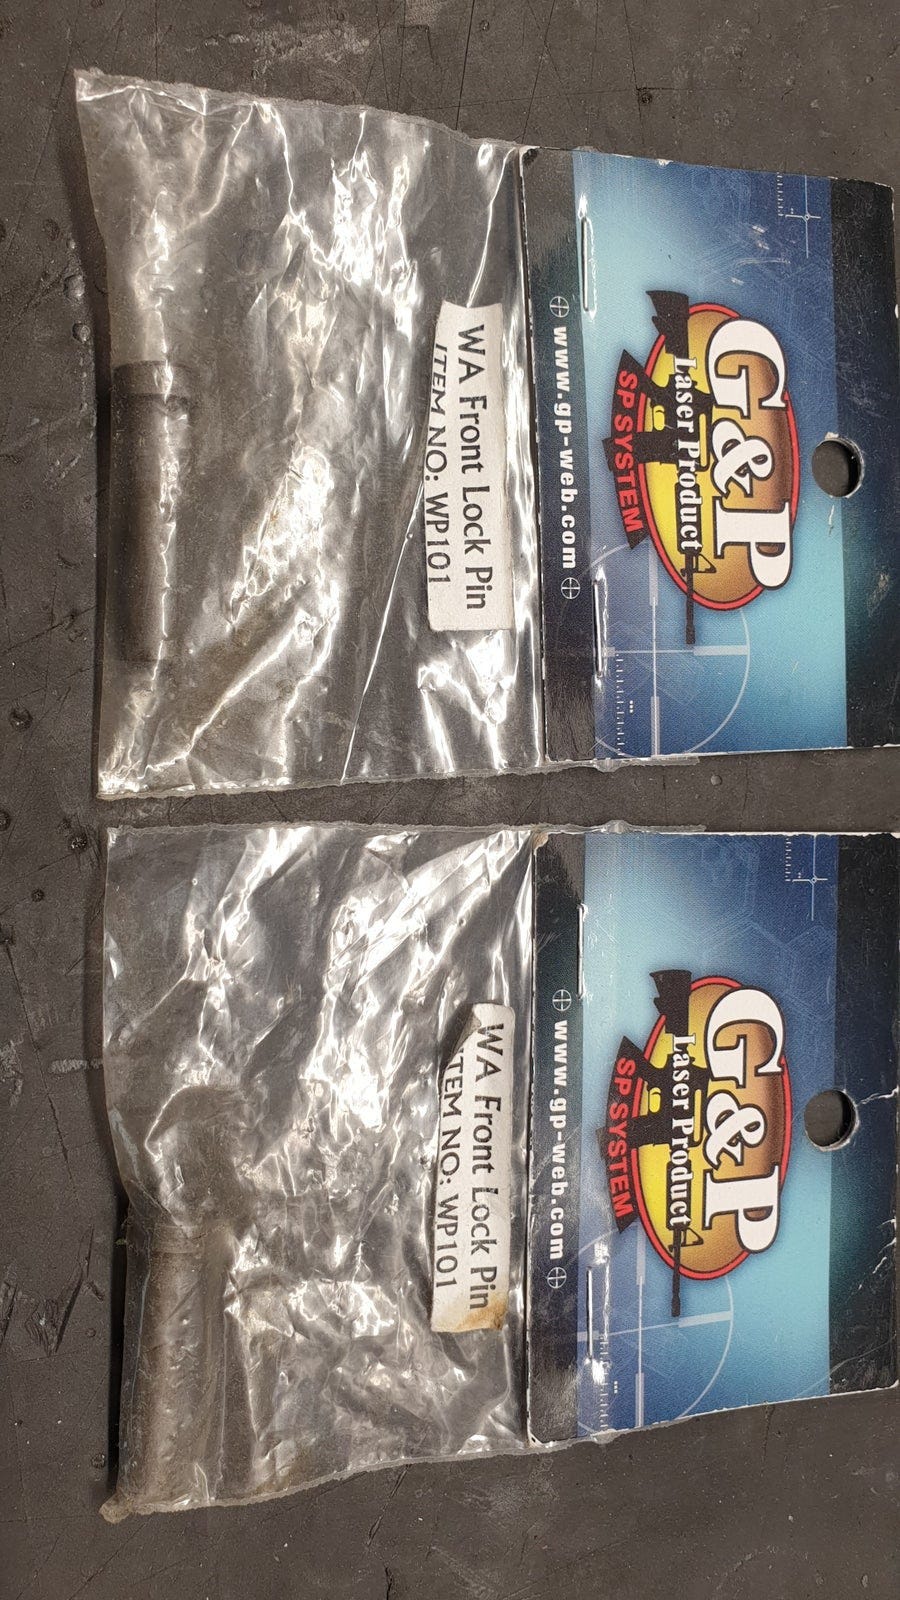 G&P
Laser Product
SP SYSTEM
www.gp-web.com
WA Front Lock Pin
ITEM NO: WP101
G&P
Laser Product
SP SYSTEM
www.gp-web.com
WA Front Lock Pin
ITEM NO: WP101